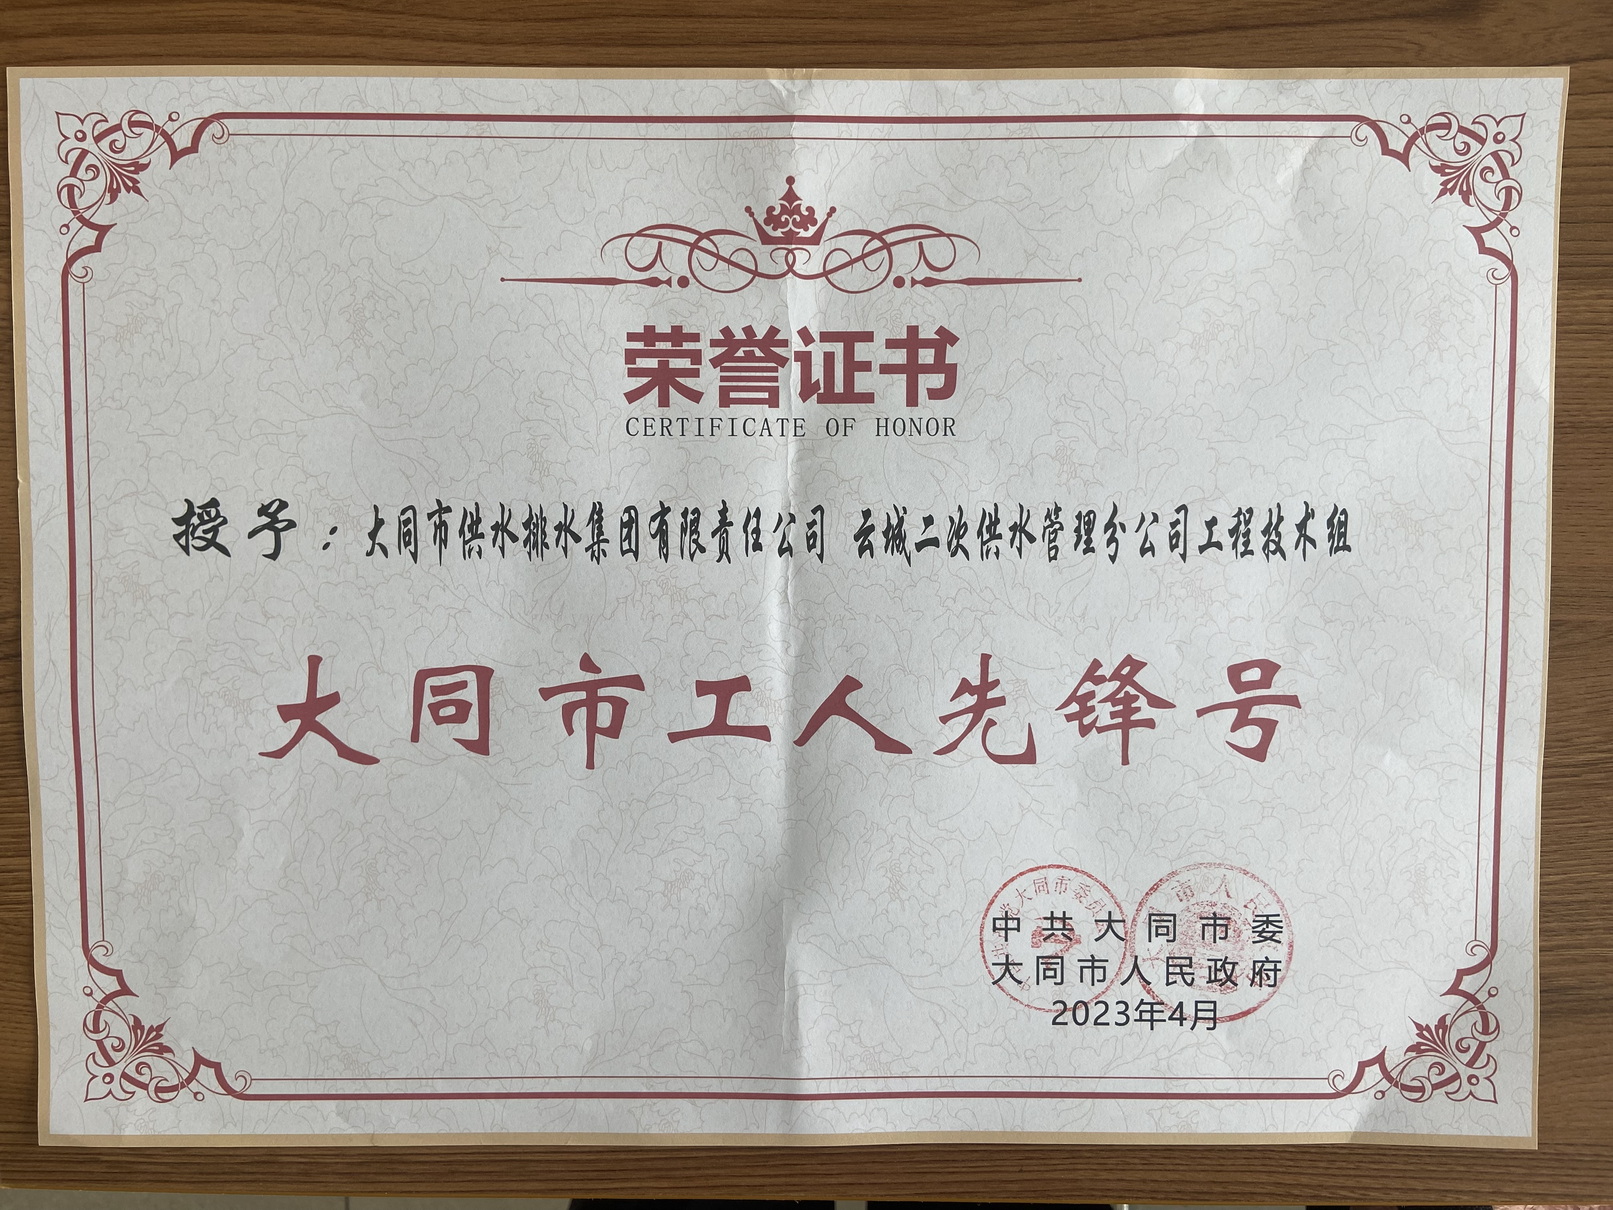 荣誉证书
CERTIFICATE OF HONOR
授予：大同市供水排水集团有限责任公司 云城二次供水管理分公司工程技术组
大同市工人先锋号
中共大同市委
大同市人民政府
2023年4月